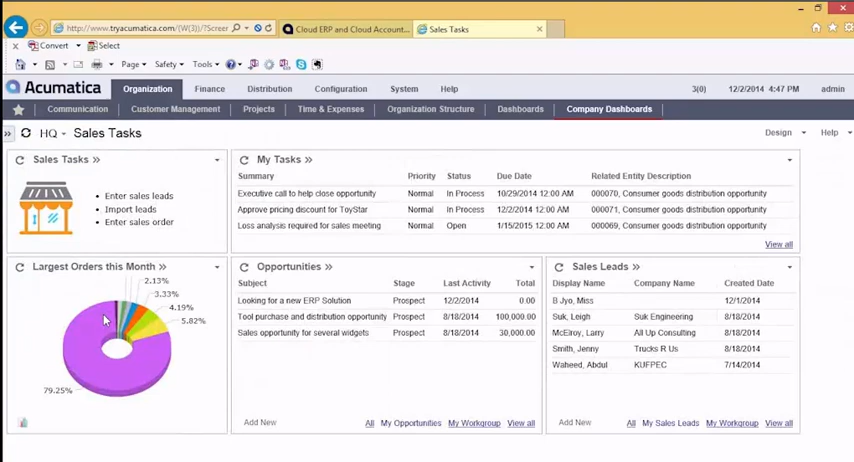 http://www.tryacumatica.com/(W(3))/?Screer
Cloud ERP and Cloud Account...
Sales Tasks
Convert
Select
Page
Safety
Tools
Acumatica
Organization
Finance
Distribution
Configuration
System
Help
3(0)
12/2/2014 4:47 PM
admin
Communication
Customer Management
Projects
Time & Expenses
Organization Structure
Dashboards
Company Dashboards
HQ
Sales Tasks
Design
Help
Sales Tasks
Enter sales leads
Import leads
Enter sales order
My Tasks
Summary Priority Status Due Date Related Entity Description
Executive call to help close opportunity Normal In Process 10/29/2014 12:00 AM 000070, Consumer goods distribution opportunity
Approve pricing discount for ToyStar Normal In Process 12/2/2014 12:00 AM 000071, Consumer goods distribution opportunity
Loss analysis required for sales meeting Normal Open 1/15/2015 12:00 AM 000069, Consumer goods distribution opportunity
View all
Largest Orders this Month
2.13%
3.33%
4.19%
5.82%
79.25%
Opportunities
Subject Stage Last Activity Total
Looking for a new ERP Solution Prospect 12/2/2014 0.00
Tool purchase and distribution opportunity Prospect 8/18/2014 100,000.00
Sales opportunity for several widgets Prospect 8/18/2014 30,000.00
Add New All My Opportunities My Workgroup View all
Sales Leads
Display Name Company Name Created Date
B Jyo, Miss 12/1/2014
Suk, Leigh Suk Engineering 8/18/2014
McElroy, Larry All Up Consulting 8/18/2014
Smith, Jenny Trucks R Us 8/18/2014
Waheed, Abdul KUFPEC 7/14/2014
Add New All My Sales Leads My Workgroup View all